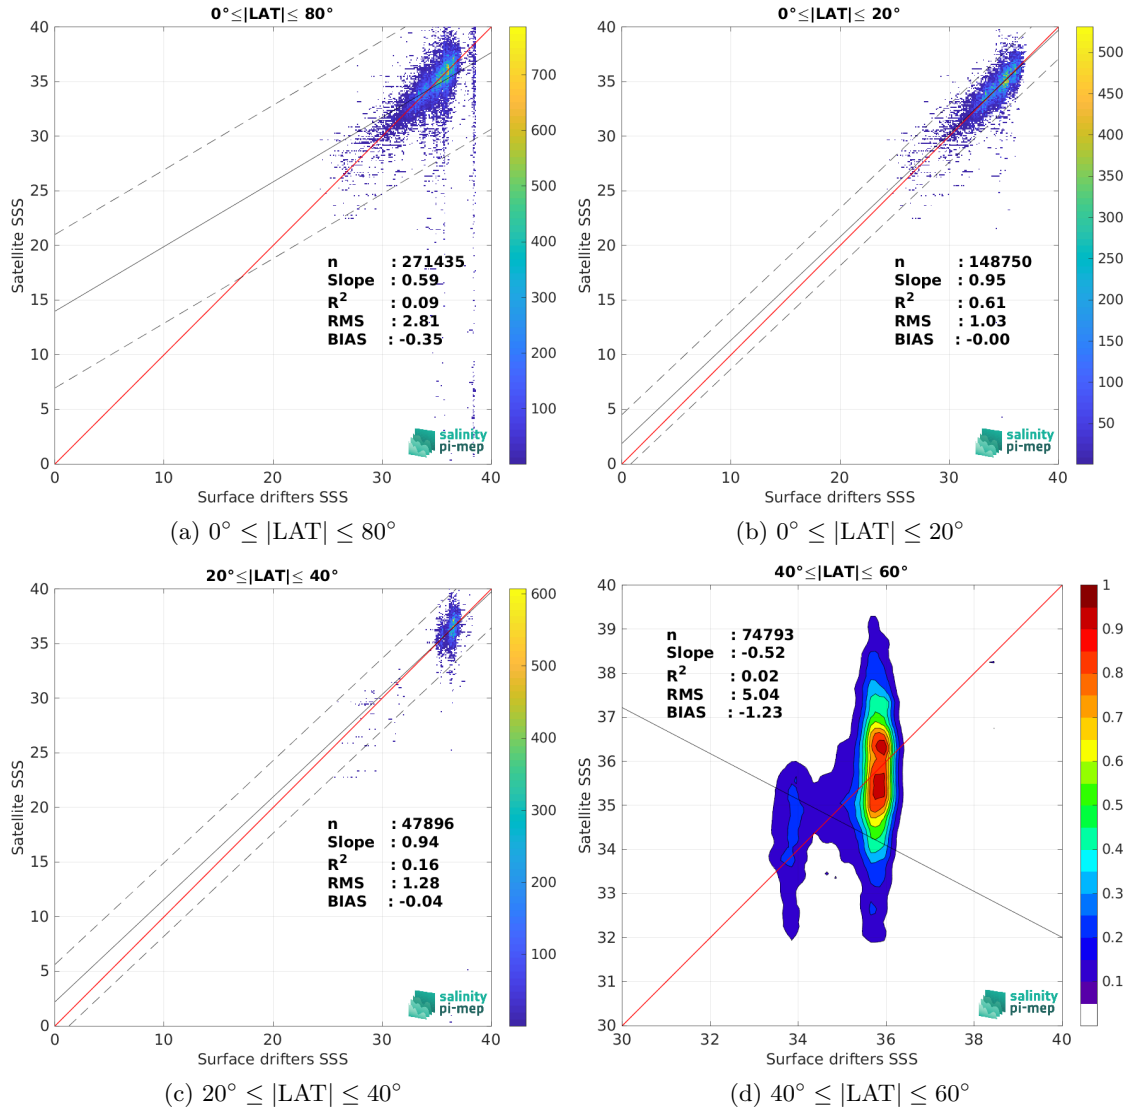 0°≤|LAT|≤ 80°
40
35
30
25
20
15
10
5
0
Satellite SSS
n : 271435
Slope : 0.59
R² : 0.09
RMS : 2.81
BIAS : -0.35
salinity
pi-mep
0 10 20 30 40
Surface drifters SSS
700
600
500
400
300
200
100
(a) 0° ≤ |LAT| ≤ 80°
0°≤|LAT|≤ 20°
40
35
30
25
20
15
10
5
0
Satellite SSS
n : 148750
Slope : 0.95
R² : 0.61
RMS : 1.03
BIAS : -0.00
salinity
pi-mep
0 10 20 30 40
Surface drifters SSS
500
450
400
350
300
250
200
150
100
50
(b) 0° ≤ |LAT| ≤ 20°
20°≤|LAT|≤ 40°
40
35
30
25
20
15
10
5
0
Satellite SSS
n : 47896
Slope : 0.94
R² : 0.16
RMS : 1.28
BIAS : -0.04
salinity
pi-mep
0 10 20 30 40
Surface drifters SSS
600
500
400
300
200
100
(c) 20° ≤ |LAT| ≤ 40°
40°≤|LAT|≤ 60°
40
39
38
37
36
35
34
33
32
31
30
Satellite SSS
n : 74793
Slope : -0.52
R² : 0.02
RMS : 5.04
BIAS : -1.23
salinity
pi-mep
30 32 34 36 38 40
Surface drifters SSS
1
0.9
0.8
0.7
0.6
0.5
0.4
0.3
0.2
0.1
(d) 40° ≤ |LAT| ≤ 60°